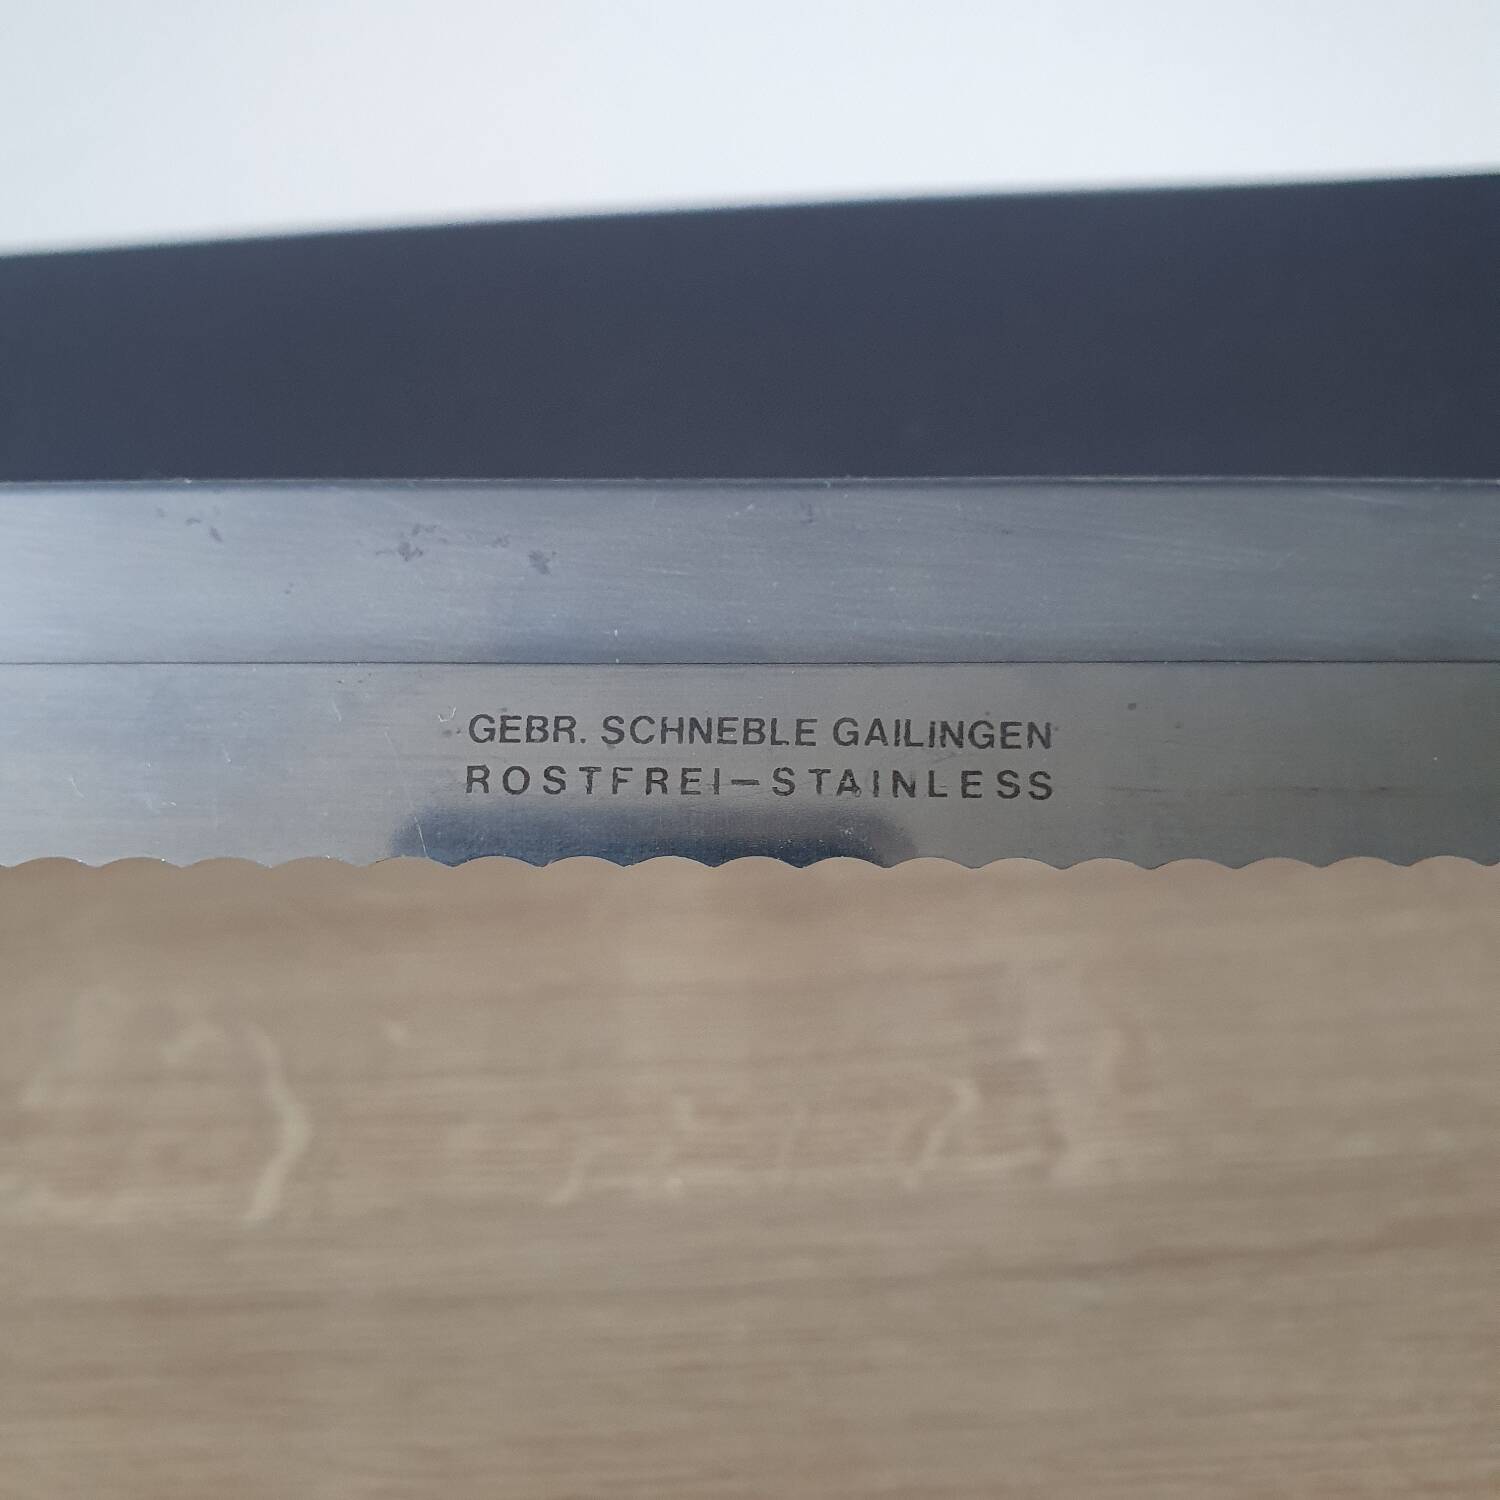 GEBR. SCHNEBLE GAILINGEN
ROSTFREI-STAINLESS